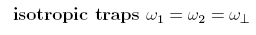 isotropic traps ω₁ = ω₂ = ω⊥